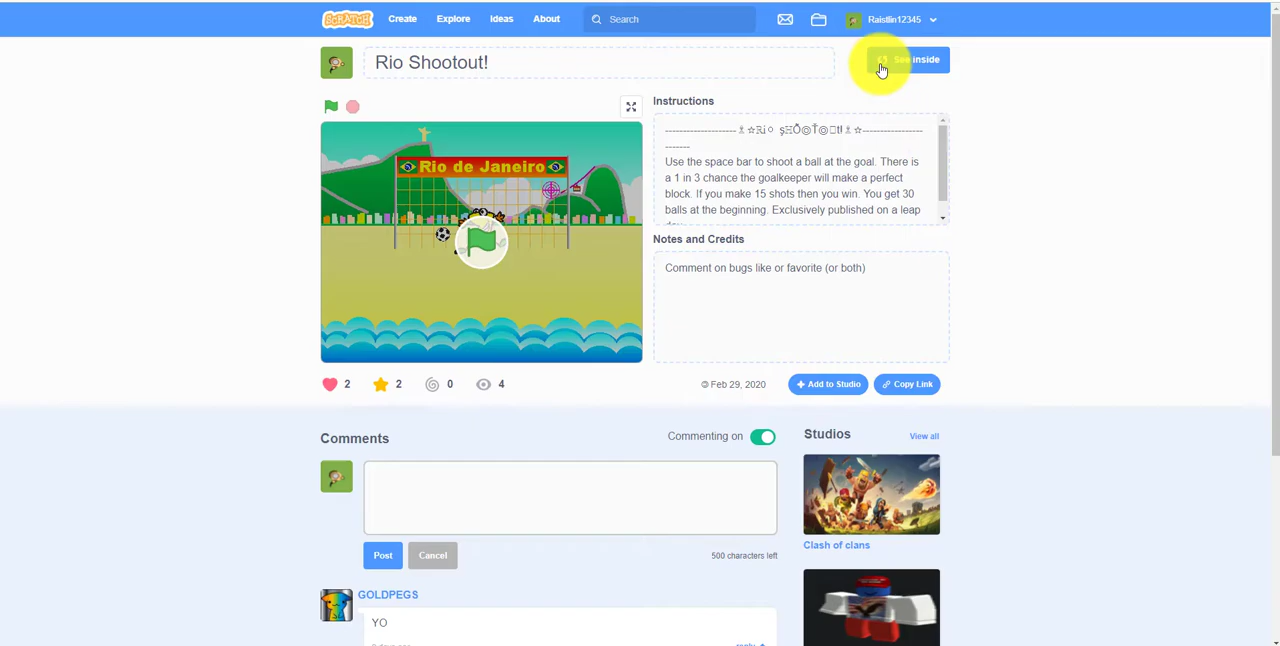 SCRATCH Create Explore Ideas About Search Raistlin12345
Rio Shootout!
See inside
Instructions
Use the space bar to shoot a ball at the goal. There is
a 1 in 3 chance the goalkeeper will make a perfect
block. If you make 15 shots then you win. You get 30
balls at the beginning. Exclusively published on a leap
Rio de Janeiro
Notes and Credits
Comment on bugs like or favorite (or both)
2 2 0 4
© Feb 29, 2020
Add to Studio
Copy Link
Comments
Commenting on
Post
Cancel
500 characters left
GOLDPEGS
YO
reply
Studios
View all
Clash of clans